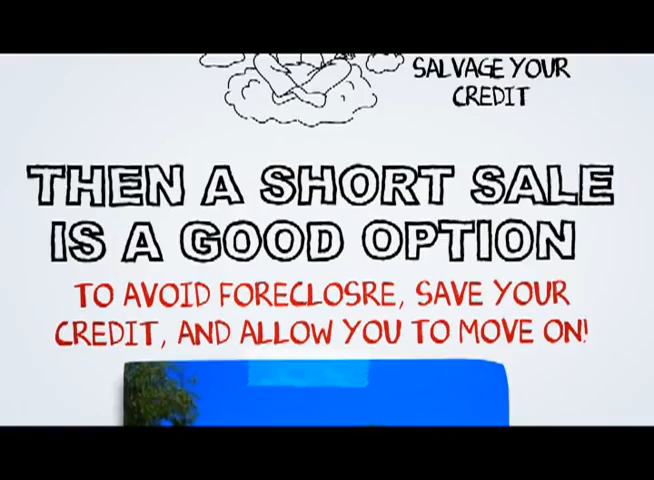 SALVAGE YOUR
CREDIT
THEN A SHORT SALE
IS A GOOD OPTION
TO AVOID FORECLOSRE, SAVE YOUR
CREDIT, AND ALLOW YOU TO MOVE ON!